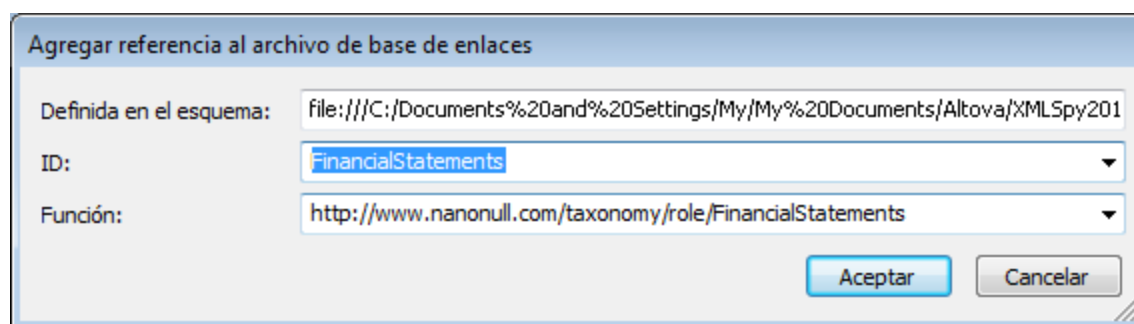 Agregar referencia al archivo de base de enlaces
Definida en el esquema: file:///C:/Documents%20and%20Settings/My/My%20Documents/Altova/XMLSpy201
ID: FinancialStatements
Función: http://www.nanonull.com/taxonomy/role/FinancialStatements
Aceptar Cancelar